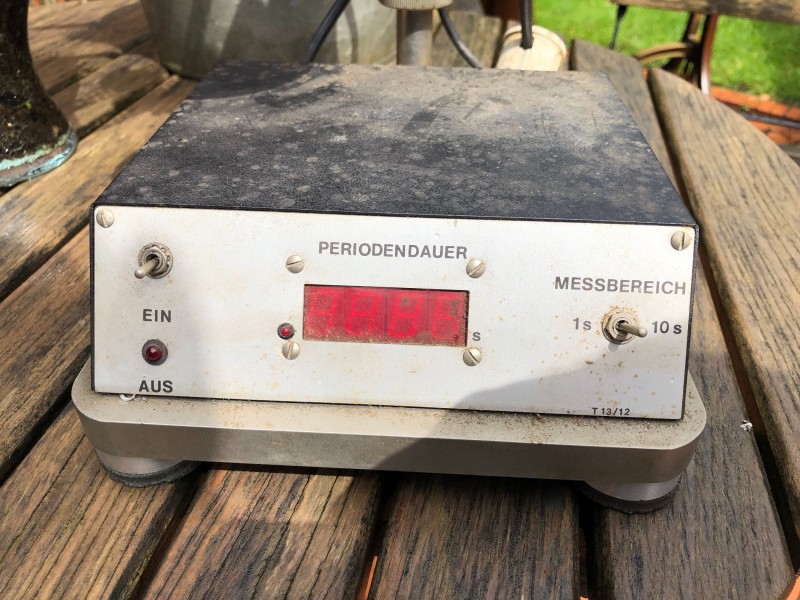 PERIODENDAUER
MESSBEREICH
EIN
1s 10 s
s
AUS
T 13/12